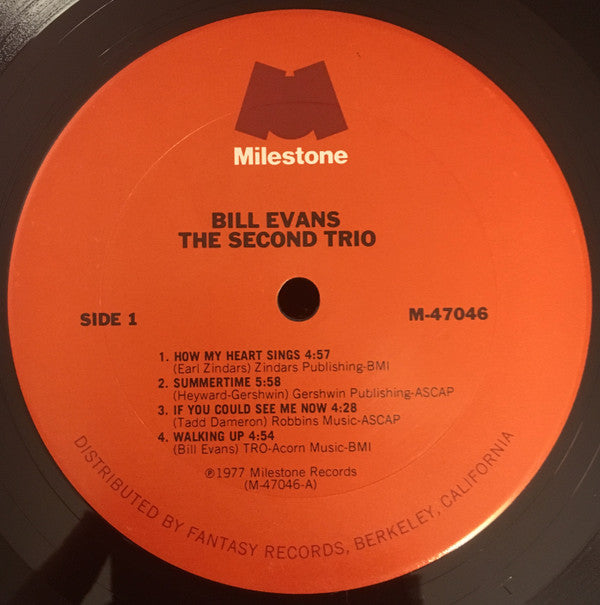 Milestone
BILL EVANS
THE SECOND TRIO
SIDE 1
M-47046
1. HOW MY HEART SINGS 4:57
(Earl Zindars) Zindars Publishing-BMI
2. SUMMERTIME 5:58
(Heyward-Gershwin) Gershwin Publishing-ASCAP
3. IF YOU COULD SEE ME NOW 4:28
(Tadd Dameron) Robbins Music-ASCAP
4. WALKING UP 4:54
(Bill Evans) TRO-Acorn Music-BMI
℗1977 Milestone Records
(M-47046-A)
DISTRIBUTED BY FANTASY RECORDS, BERKELEY, CALIFORNIA